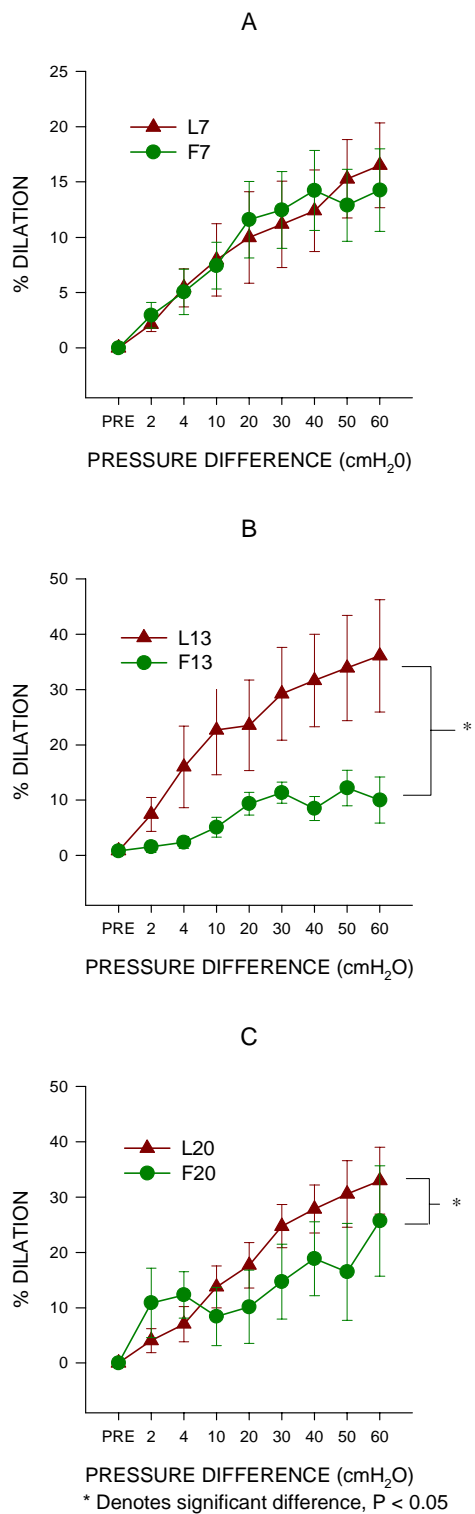 A
25
20
15
10
5
0
% DILATION
L7
F7
PRE 2 4 10 20 30 40 50 60
PRESSURE DIFFERENCE (cmH₂0)
B
50
40
30
20
10
0
% DILATION
L13
F13
*
PRE 2 4 10 20 30 40 50 60
PRESSURE DIFFERENCE (cmH₂O)
C
50
40
30
20
10
0
% DILATION
L20
F20
*
PRE 2 4 10 20 30 40 50 60
PRESSURE DIFFERENCE (cmH₂O)
* Denotes significant difference, P < 0.05